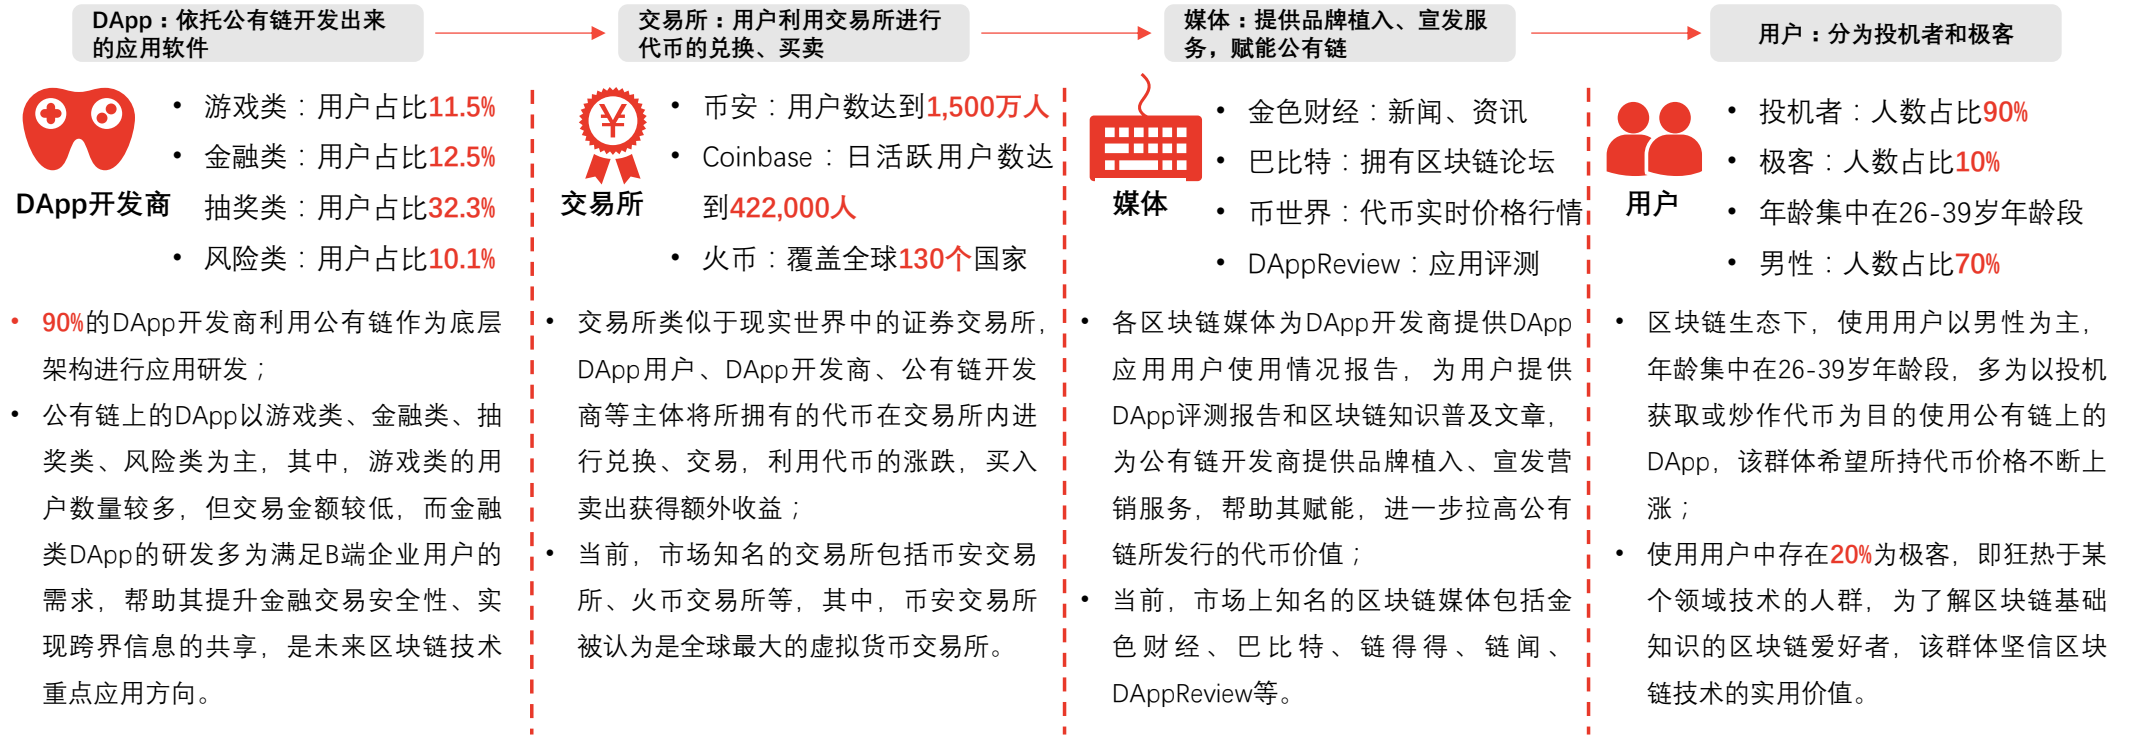 DApp：依托公有链开发出来
的应用软件
交易所：用户利用交易所进行
代币的兑换、买卖
媒体：提供品牌植入、宣发服
务，赋能公有链
用户：分为投机者和极客
DApp开发商
• 游戏类：用户占比11.5%
• 金融类：用户占比12.5%
抽奖类：用户占比32.3%
• 风险类：用户占比10.1%
• 90%的DApp开发商利用公有链作为底层
架构进行应用研发；
• 公有链上的DApp以游戏类、金融类、抽
奖类、风险类为主，其中，游戏类的用
户数量较多，但交易金额较低，而金融
类DApp的研发多为满足B端企业用户的
需求，帮助其提升金融交易安全性、实
现跨界信息的共享，是未来区块链技术
重点应用方向。
交易所
• 币安：用户数达到1,500万人
• Coinbase：日活跃用户数达
到422,000人
• 火币：覆盖全球130个国家
• 交易所类似于现实世界中的证券交易所，
DApp用户、DApp开发商、公有链开发
商等主体将所拥有的代币在交易所内进
行兑换、交易，利用代币的涨跌，买入
卖出获得额外收益；
• 当前，市场知名的交易所包括币安交易
所、火币交易所等，其中，币安交易所
被认为是全球最大的虚拟货币交易所。
媒体
• 金色财经：新闻、资讯
• 巴比特：拥有区块链论坛
• 币世界：代币实时价格行情
• DAppReview：应用评测
• 各区块链媒体为DApp开发商提供DApp
应用用户使用情况报告，为用户提供
DApp评测报告和区块链知识普及文章，
为公有链开发商提供品牌植入、宣发营
销服务，帮助其赋能，进一步拉高公有
链所发行的代币价值；
• 当前，市场上知名的区块链媒体包括金
色财经、巴比特、链得得、链闻、
DAppReview等。
用户
• 投机者：人数占比90%
• 极客：人数占比10%
• 年龄集中在26-39岁年龄段
• 男性：人数占比70%
• 区块链生态下，使用用户以男性为主，
年龄集中在26-39岁年龄段，多为以投机
获取或炒作代币为目的使用公有链上的
DApp，该群体希望所持代币价格不断上
涨；
• 使用用户中存在20%为极客，即狂热于某
个领域技术的人群，为了解区块链基础
知识的区块链爱好者，该群体坚信区块
链技术的实用价值。